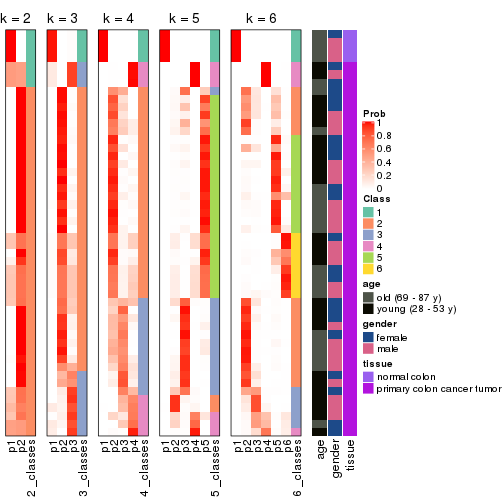 k = 2 k = 3 k = 4 k = 5 k = 6
Prob
1
0.8
0.6
0.4
0.2
0
Class
1
2
3
4
5
6
age
old (69 - 87 y)
young (28 - 53 y)
gender
female
male
tissue
normal colon
primary colon cancer tumor
p1 p2 2_classes p1 p2 p3 3_classes p1 p2 p3 p4 4_classes p1 p2 p3 p4 p5 5_classes p1 p2 p3 p4 p5 p6 6_classes age gender tissue